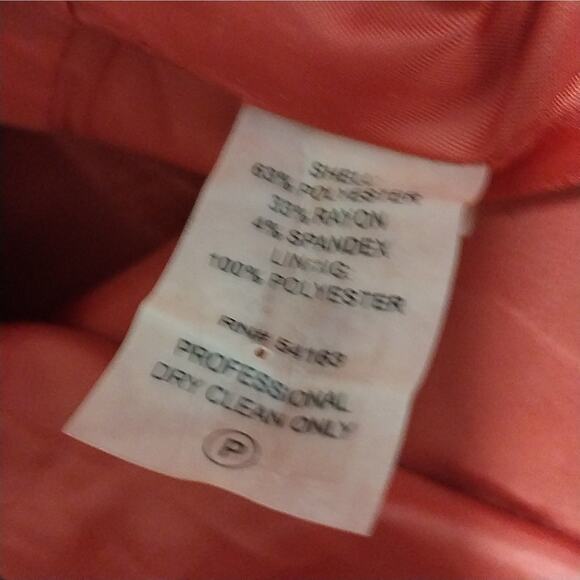 SHELL:
63% POLYESTER
33% RAYON
4% SPANDEX
LINING:
100% POLYESTER
RN# 54163
PROFESSIONAL
DRY CLEAN ONLY
P